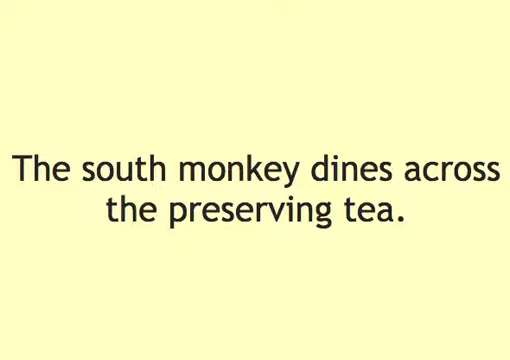 The south monkey dines across
the preserving tea.